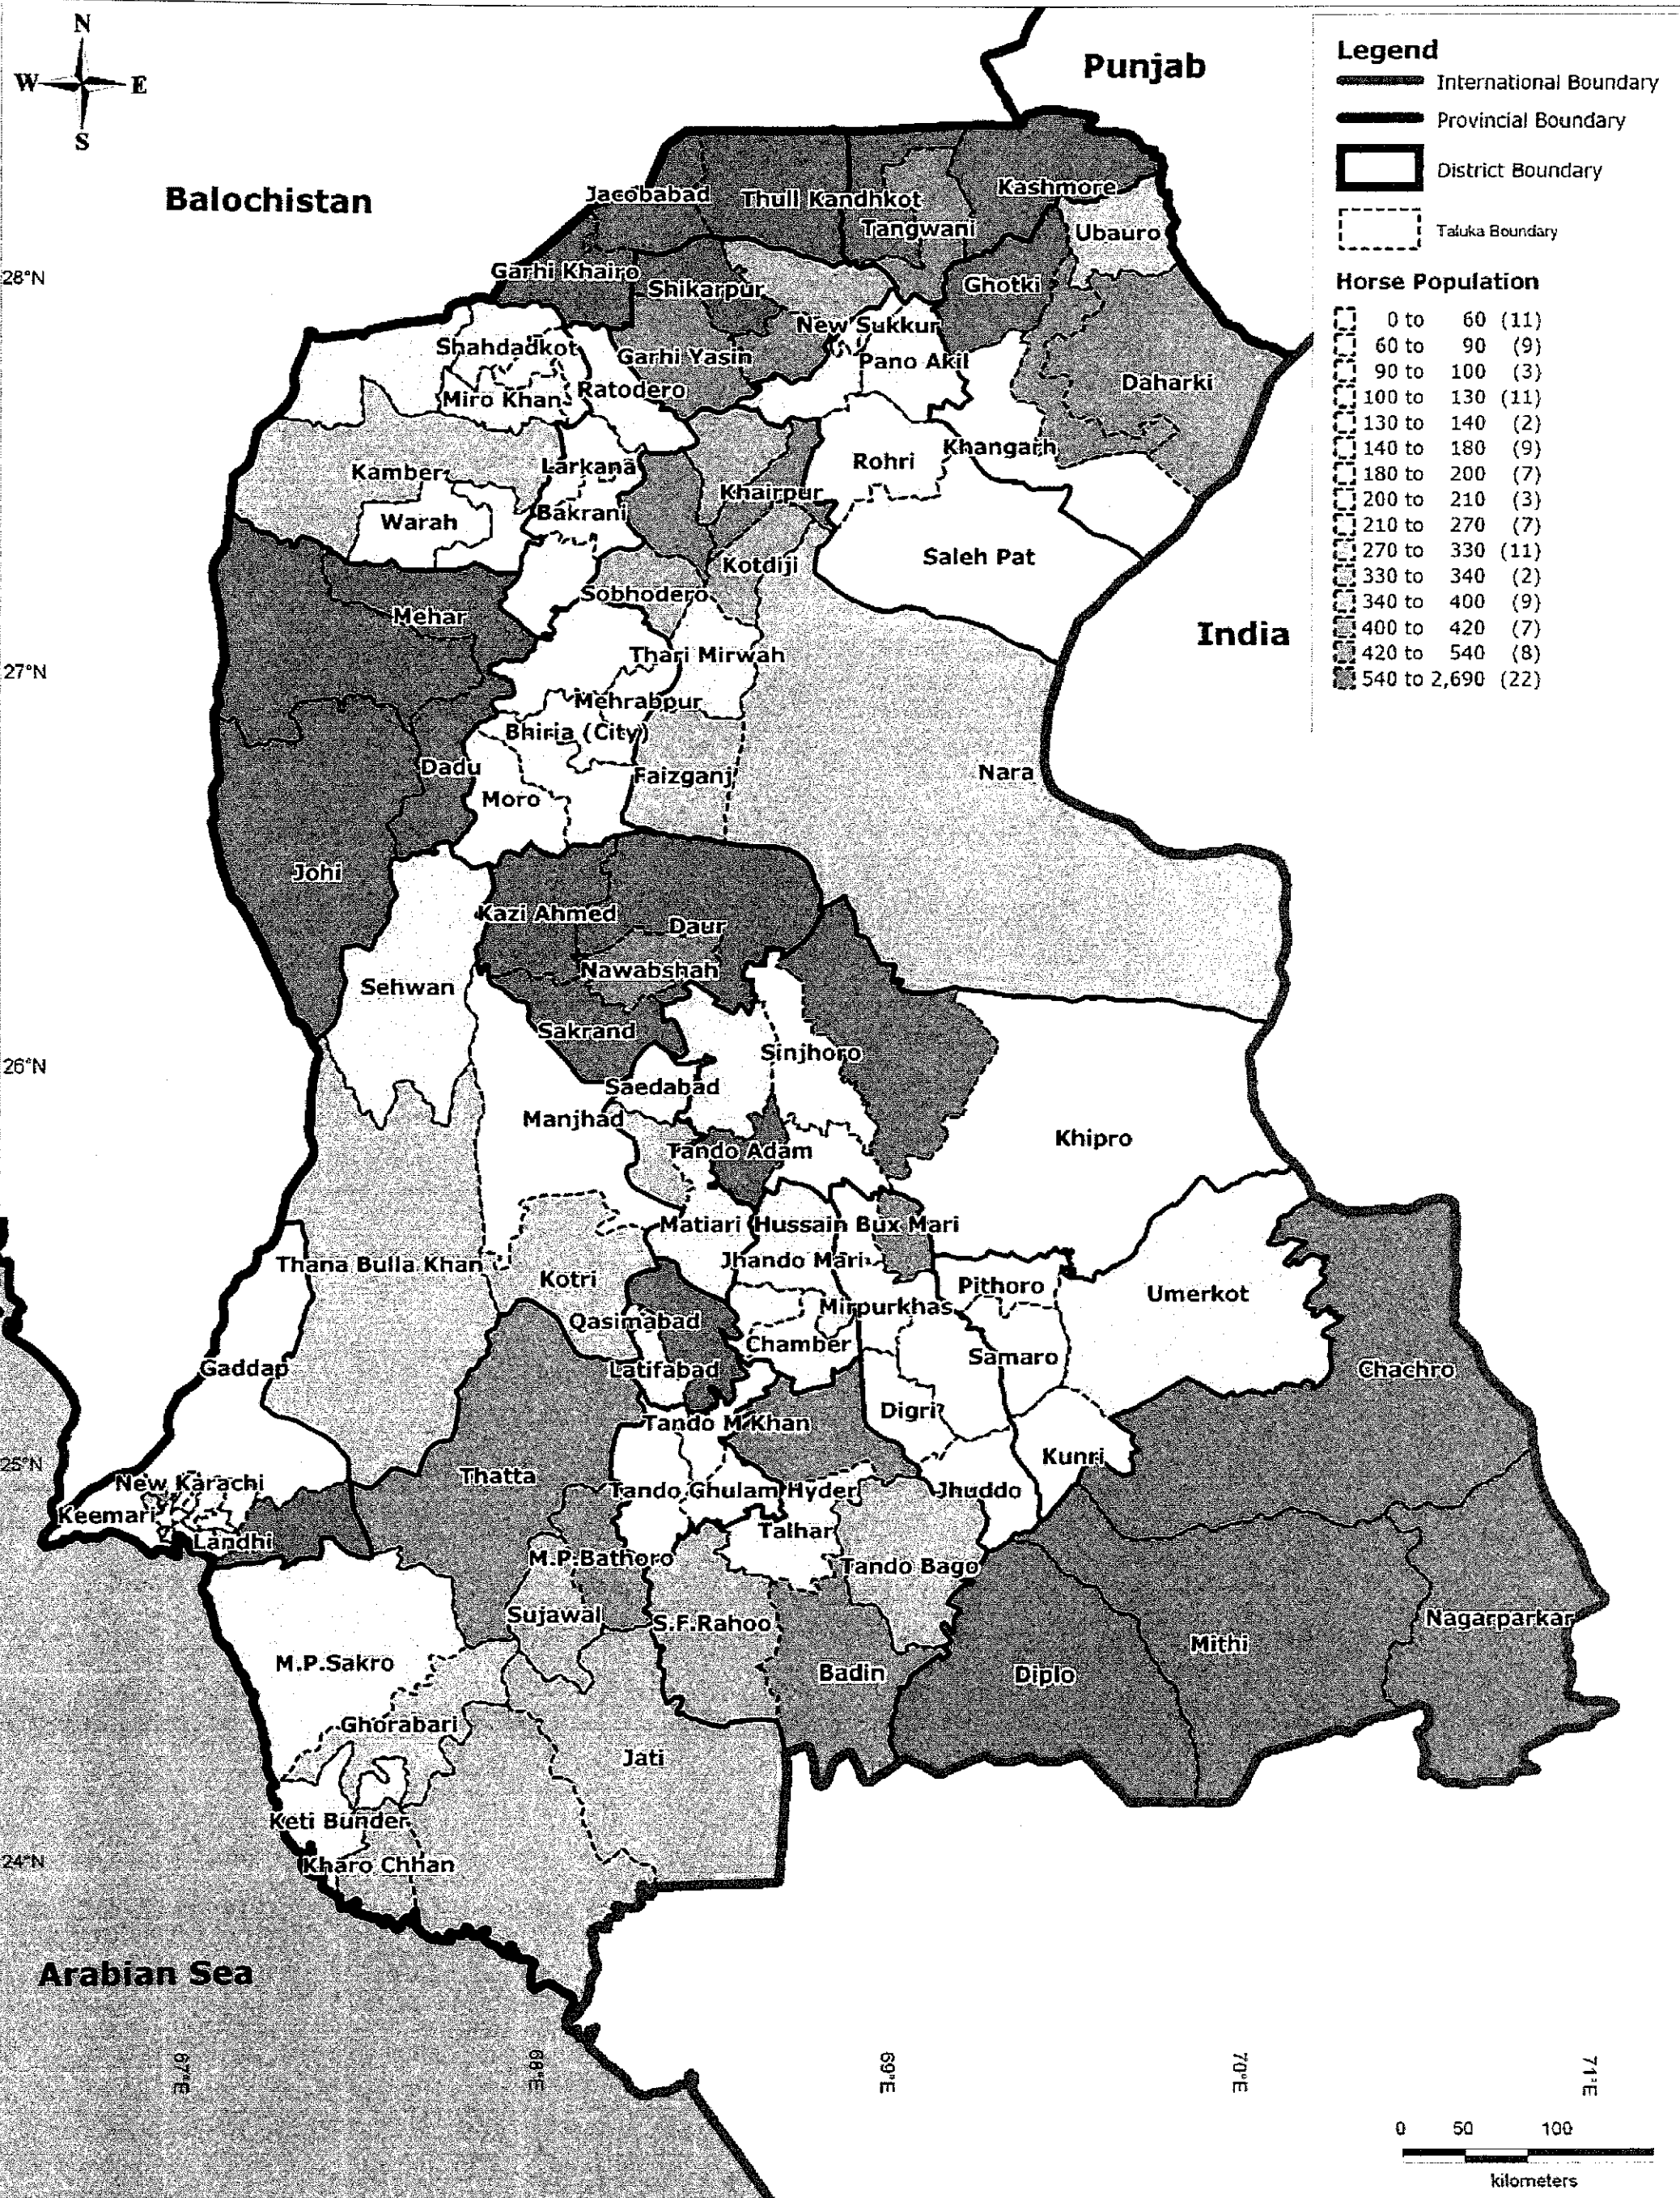 N
W E
S
Punjab
Balochistan
India
Arabian Sea
Legend
International Boundary
Provincial Boundary
District Boundary
Taluka Boundary
Horse Population
0 to 60 (11)
60 to 90 (9)
90 to 100 (3)
100 to 130 (11)
130 to 140 (2)
140 to 180 (9)
180 to 200 (7)
200 to 210 (3)
210 to 270 (7)
270 to 330 (11)
330 to 340 (2)
340 to 400 (9)
400 to 420 (7)
420 to 540 (8)
540 to 2,690 (22)
28°N
27°N
26°N
25°N
24°N
Jacobabad
Thull
Kandhkot
Kashmore
Tangwani
Ubauro
Garhi Khairo
Shikarpur
Ghotki
New Sukkur
Shahdadkot
Garhi Yasin
Pano Akil
Daharki
Miro Khan
Ratodero
Khangarh
Rohri
Kamber
Larkana
Khairpur
Warah
Bakrani
Saleh Pat
Kotdiji
Sobhodero
Mehar
Thari Mirwah
Mehrabpur
Bhiria (City)
Dadu
Faizganj
Nara
Moro
Johi
Kazi Ahmed
Daur
Nawabshah
Sehwan
Sakrand
Sinjhoro
Saedabad
Manjhad
Khipro
Tando Adam
Matiari
Hussain Bux Mari
Jhando Mari
Thana Bulla Khan
Kotri
Pithoro
Umerkot
Mirpurkhas
Qasimabad
Chamber
Samaro
Latifabad
Gaddap
Chachro
Digri
Tando M Khan
Kunri
Thatta
New Karachi
Tando Ghulam Hyder
Jhuddo
Keemari
Landhi
Talhar
M.P.Bathoro
Tando Bago
Sujawal
S.F.Rahoo
Nagarparkar
Mithi
M.P.Sakro
Badin
Diplo
Ghorabari
Jati
Keti Bunder
Kharo Chhan
67°E
68°E
69°E
70°E
71°E
0 50 100
kilometers